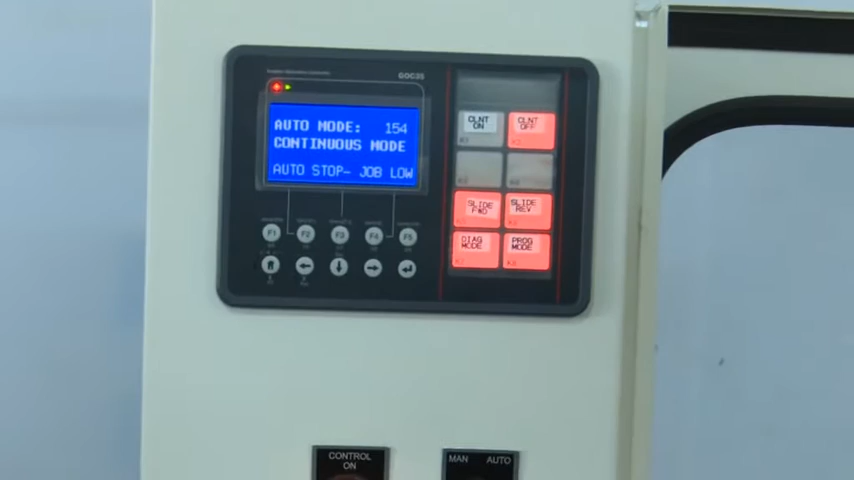 GOC35
AUTO MODE: 154
CONTINUOUS MODE
AUTO STOP- JOB LOW
CLNT
ON
CLNT
OFF
SLIDE
FWD
SLIDE
REV
DIAG
MODE
PROG
MODE
F1 F2 F3 F4 F5
CONTROL
ON
MAN AUTO